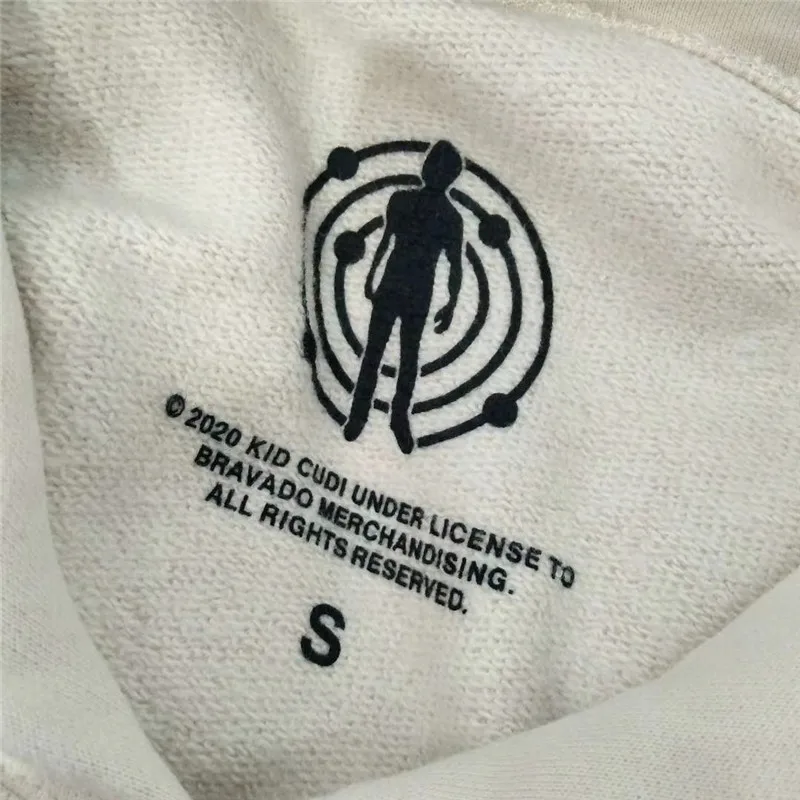 © 2020 KID CUDI UNDER LICENSE TO
BRAVADO MERCHANDISING.
ALL RIGHTS RESERVED.
S